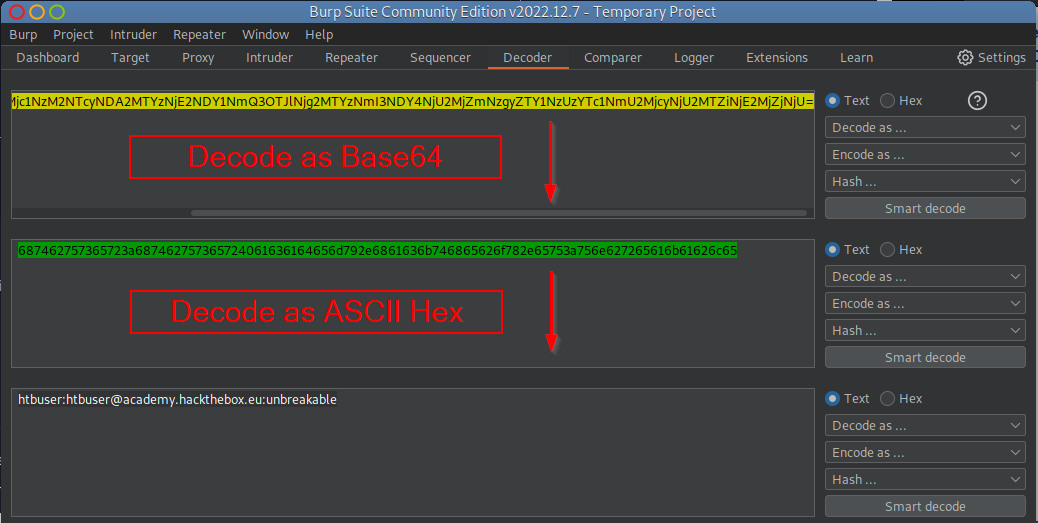 Burp Suite Community Edition v2022.12.7 - Temporary Project
Burp Project Intruder Repeater Window Help
Dashboard Target Proxy Intruder Repeater Sequencer Decoder Comparer Logger Extensions Learn Settings
Mjc1NzM2NTcyNDA2MTYzNjE2NDY1NmQ3OTJlNjg2MTYzNmI3NDY4NjU2MjZmNzgyZTY1NzUzYTc1NmU2MjcyNjU2MTZiNjE2MjZjNjU=
Text Hex ?
Decode as ...
Decode as Base64
Encode as ...
Hash ...
Smart decode
687462757365723a687462757365724061636164656d792e6861636b746865626f782e65753a756e627265616b61626c65
Text Hex
Decode as ...
Decode as ASCII Hex
Encode as ...
Hash ...
Smart decode
htbuser:htbuser@academy.hackthebox.eu:unbreakable
Text Hex
Decode as ...
Encode as ...
Hash ...
Smart decode